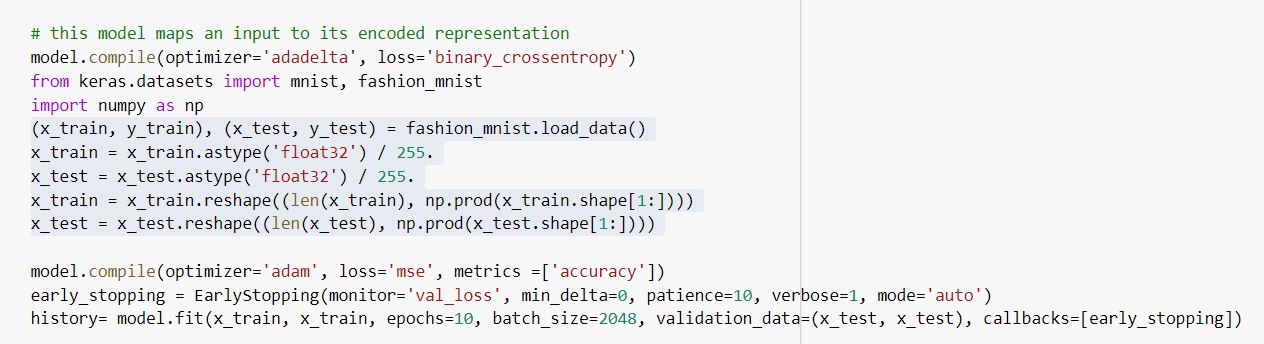 # this model maps an input to its encoded representation
model.compile(optimizer='adadelta', loss='binary_crossentropy')
from keras.datasets import mnist, fashion_mnist
import numpy as np
(x_train, y_train), (x_test, y_test) = fashion_mnist.load_data()
x_train = x_train.astype('float32') / 255.
x_test = x_test.astype('float32') / 255.
x_train = x_train.reshape((len(x_train), np.prod(x_train.shape[1:])))
x_test = x_test.reshape((len(x_test), np.prod(x_test.shape[1:])))
model.compile(optimizer='adam', loss='mse', metrics =['accuracy'])
early_stopping = EarlyStopping(monitor='val_loss', min_delta=0, patience=10, verbose=1, mode='auto')
history= model.fit(x_train, x_train, epochs=10, batch_size=2048, validation_data=(x_test, x_test), callbacks=[early_stopping])